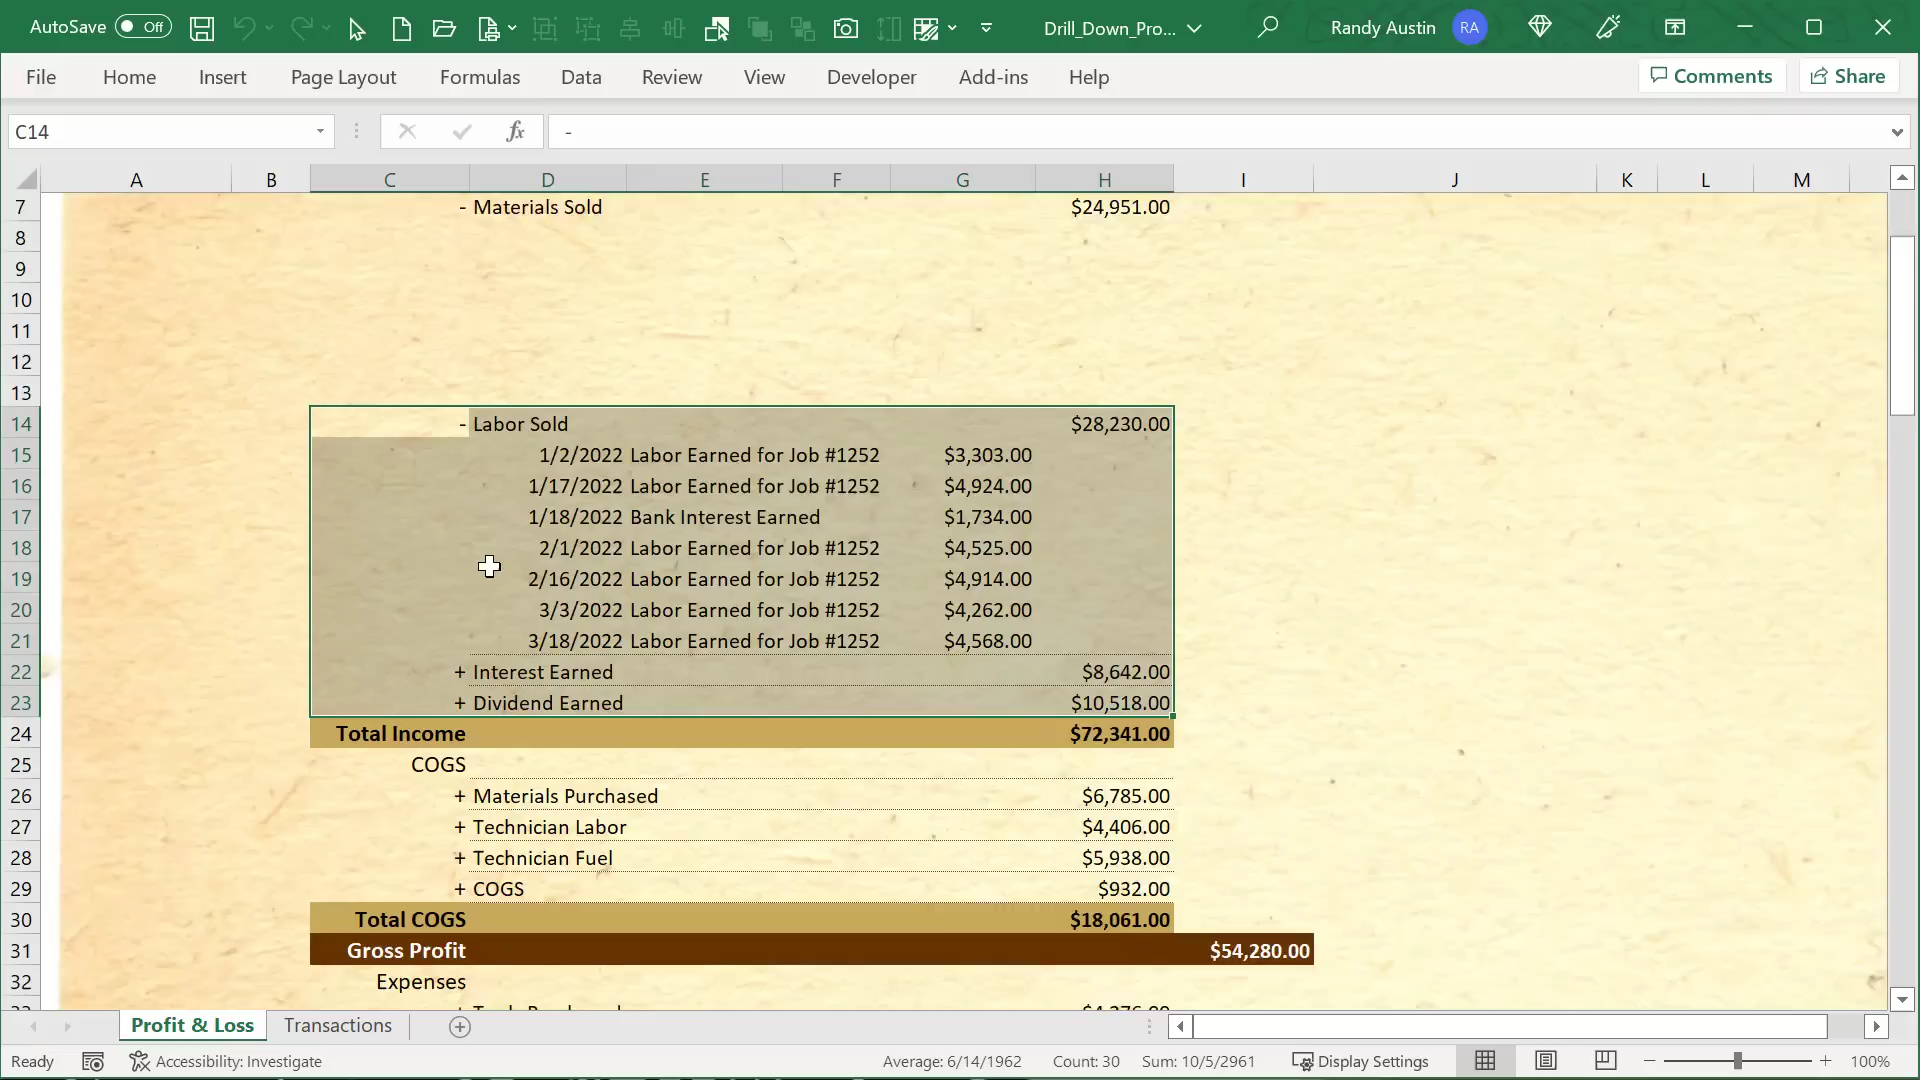 AutoSave Off Drill_Down_Pro... Randy Austin RA
File Home Insert Page Layout Formulas Data Review View Developer Add-ins Help Comments Share
C14 fx -
A B C D E F G H I J K L M
7 - Materials Sold $24,951.00
8
9
10
11
12
13
14 - Labor Sold $28,230.00
15 1/2/2022 Labor Earned for Job #1252 $3,303.00
16 1/17/2022 Labor Earned for Job #1252 $4,924.00
17 1/18/2022 Bank Interest Earned $1,734.00
18 2/1/2022 Labor Earned for Job #1252 $4,525.00
19 2/16/2022 Labor Earned for Job #1252 $4,914.00
20 3/3/2022 Labor Earned for Job #1252 $4,262.00
21 3/18/2022 Labor Earned for Job #1252 $4,568.00
22 + Interest Earned $8,642.00
23 + Dividend Earned $10,518.00
24 Total Income $72,341.00
25 COGS
26 + Materials Purchased $6,785.00
27 + Technician Labor $4,406.00
28 + Technician Fuel $5,938.00
29 + COGS $932.00
30 Total COGS $18,061.00
31 Gross Profit $54,280.00
32 Expenses
Profit & Loss Transactions
Ready Accessibility: Investigate Average: 6/14/1962 Count: 30 Sum: 10/5/2961 Display Settings 100%